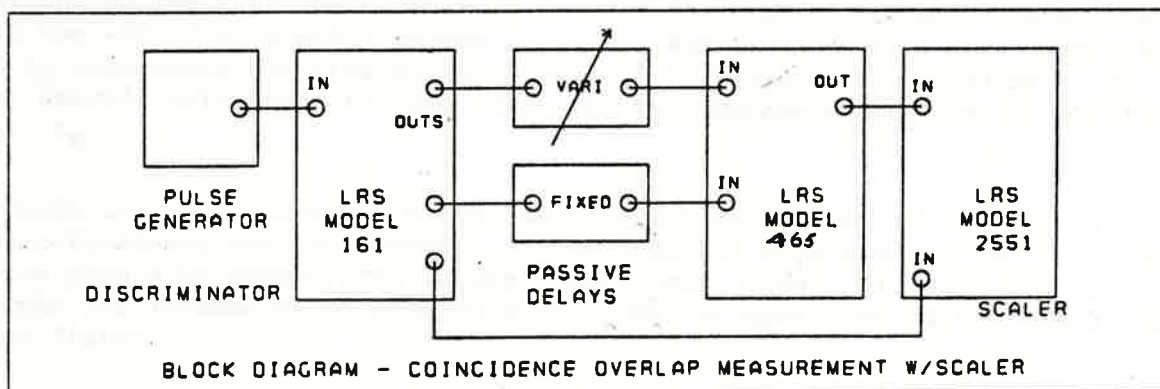 IN
OUTS
VARI
IN
OUT
IN
PULSE
GENERATOR
LRS
MODEL
161
FIXED
IN
LRS
MODEL
465
LRS
MODEL
2551
DISCRIMINATOR
PASSIVE
DELAYS
IN
SCALER
BLOCK DIAGRAM - COINCIDENCE OVERLAP MEASUREMENT W/SCALER